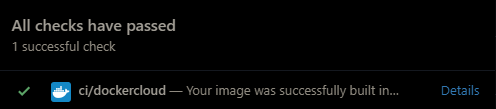 All checks have passed
1 successful check
ci/dockercloud — Your image was successfully built in... Details